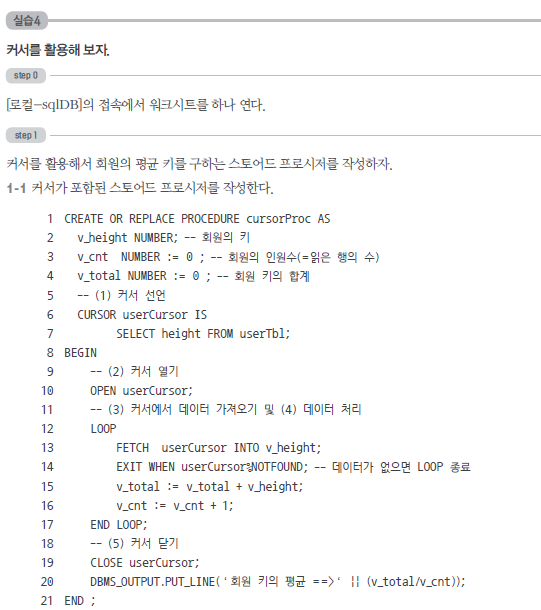 실습4
커서를 활용해 보자.
step 0
[로컬-sqlDB]의 접속에서 워크시트를 하나 연다.
step 1
커서를 활용해서 회원의 평균 키를 구하는 스토어드 프로시저를 작성하자.
1-1 커서가 포함된 스토어드 프로시저를 작성한다.
1 CREATE OR REPLACE PROCEDURE cursorProc AS
2 v_height NUMBER; -- 회원의 키
3 v_cnt NUMBER := 0 ; -- 회원의 인원수(=읽은 행의 수)
4 v_total NUMBER := 0 ; -- 회원 키의 합계
5 -- (1) 커서 선언
6 CURSOR userCursor IS
7 SELECT height FROM userTbl;
8 BEGIN
9 -- (2) 커서 열기
10 OPEN userCursor;
11 -- (3) 커서에서 데이터 가져오기 및 (4) 데이터 처리
12 LOOP
13 FETCH userCursor INTO v_height;
14 EXIT WHEN userCursor%NOTFOUND; -- 데이터가 없으면 LOOP 종료
15 v_total := v_total + v_height;
16 v_cnt := v_cnt + 1;
17 END LOOP;
18 -- (5) 커서 닫기
19 CLOSE userCursor;
20 DBMS_OUTPUT.PUT_LINE(‘회원 키의 평균 ==>‘ || (v_total/v_cnt));
21 END ;